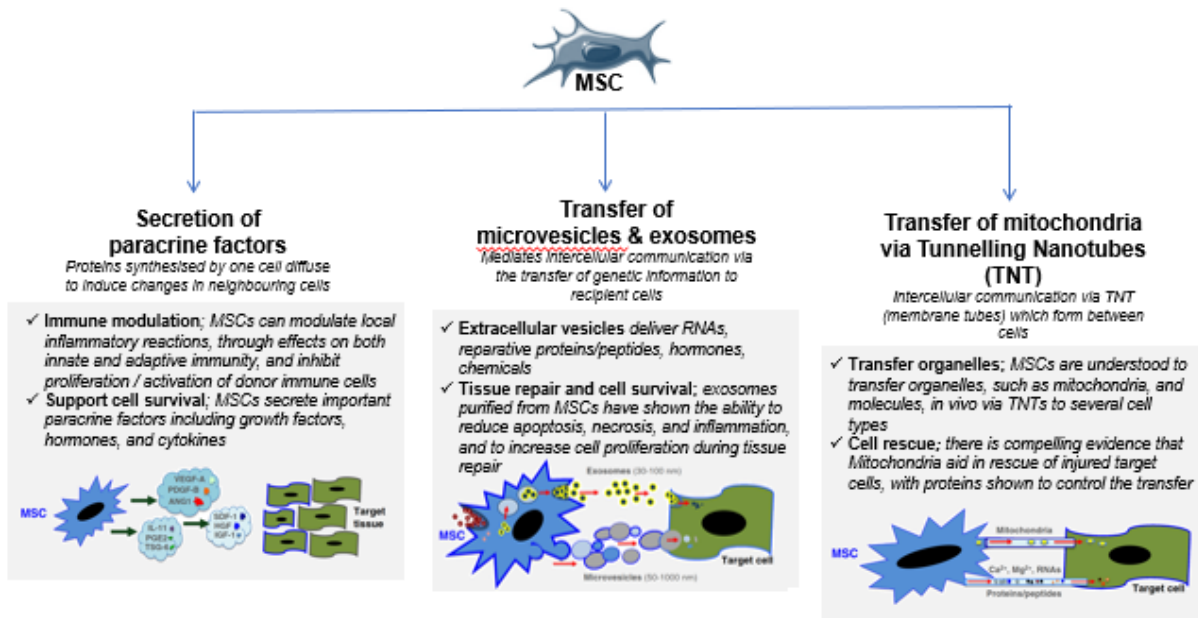 MSC
Secretion of
paracrine factors
Proteins synthesised by one cell diffuse
to induce changes in neighbouring cells
✓ Immune modulation; MSCs can modulate local
inflammatory reactions, through effects on both
innate and adaptive immunity, and inhibit
proliferation / activation of donor immune cells
✓ Support cell survival; MSCs secrete important
paracrine factors including growth factors,
hormones, and cytokines
MSC
VEGF-A
PDGF-B
ANG1
IL-11
PGE2
TSG-6
SDF-1
HGF
IGF-1
Target
tissue
Transfer of
microvesicles & exosomes
Mediates intercellular communication via
the transfer of genetic information to
recipient cells
✓ Extracellular vesicles deliver RNAs,
reparative proteins/peptides, hormones,
chemicals
✓ Tissue repair and cell survival; exosomes
purified from MSCs have shown the ability to
reduce apoptosis, necrosis, and inflammation,
and to increase cell proliferation during tissue
repair
Exosomes (30-100 nm)
MSC
Target cell
Microvesicles (50-1000 nm)
Transfer of mitochondria
via Tunnelling Nanotubes
(TNT)
Intercellular communication via TNT
(membrane tubes) which form between
cells
✓ Transfer organelles; MSCs are understood to
transfer organelles, such as mitochondria, and
molecules, in vivo via TNTs to several cell
types
✓ Cell rescue; there is compelling evidence that
Mitochondria aid in rescue of injured target
cells, with proteins shown to control the transfer
Mitochondria
MSC
Ca²⁺, Mg²⁺, RNAs
Target cell
Proteins/peptides